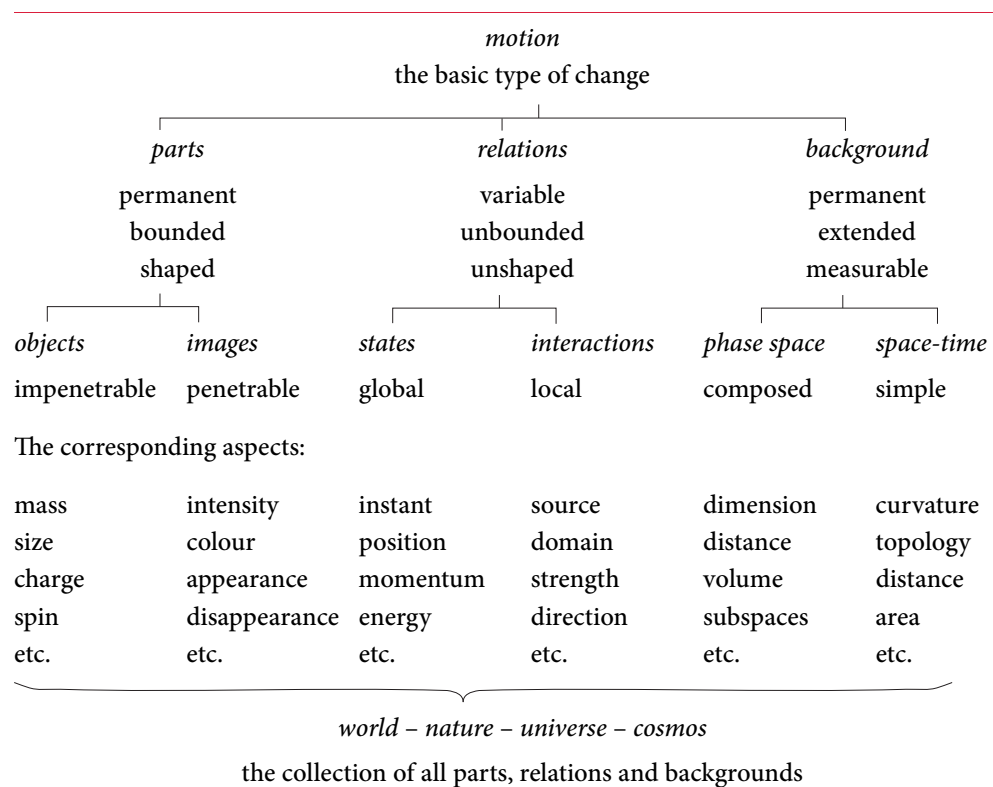 motion
the basic type of change
parts relations background
permanent variable permanent
bounded unbounded extended
shaped unshaped measurable
objects images states interactions phase space space-time
impenetrable penetrable global local composed simple
The corresponding aspects:
mass intensity instant source dimension curvature
size colour position domain distance topology
charge appearance momentum strength volume distance
spin disappearance energy direction subspaces area
etc. etc. etc. etc. etc. etc.
world – nature – universe – cosmos
the collection of all parts, relations and backgrounds